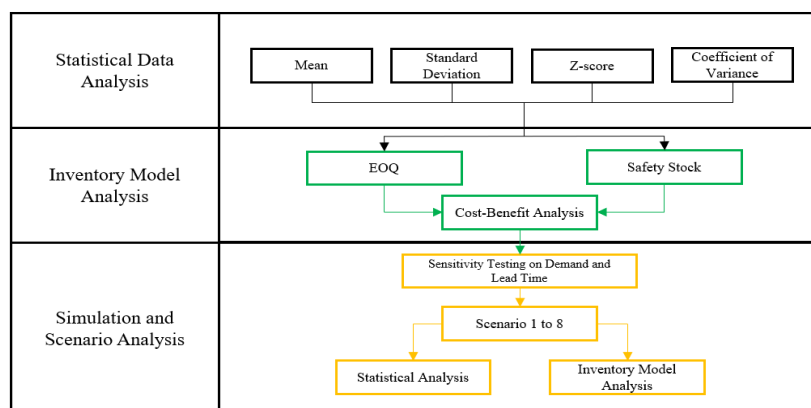 Statistical Data
Analysis
Mean
Standard
Deviation
Z-score
Coefficient of
Variance
Inventory Model
Analysis
EOQ
Safety Stock
Cost-Benefit Analysis
Simulation and
Scenario Analysis
Sensitivity Testing on Demand and
Lead Time
Scenario 1 to 8
Statistical Analysis
Inventory Model
Analysis